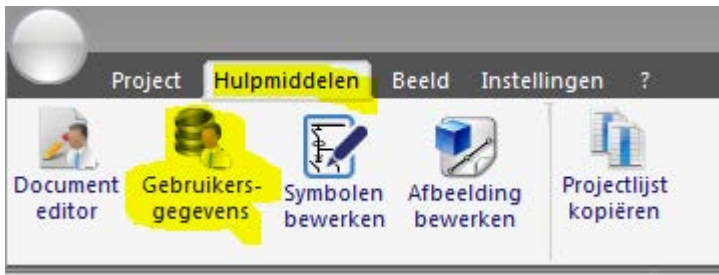 Project Hulpmiddelen Beeld Instellingen ?
Document editor
Gebruikers-
gegevens
Symbolen
bewerken
Afbeelding
bewerken
Projectlijst
kopiëren